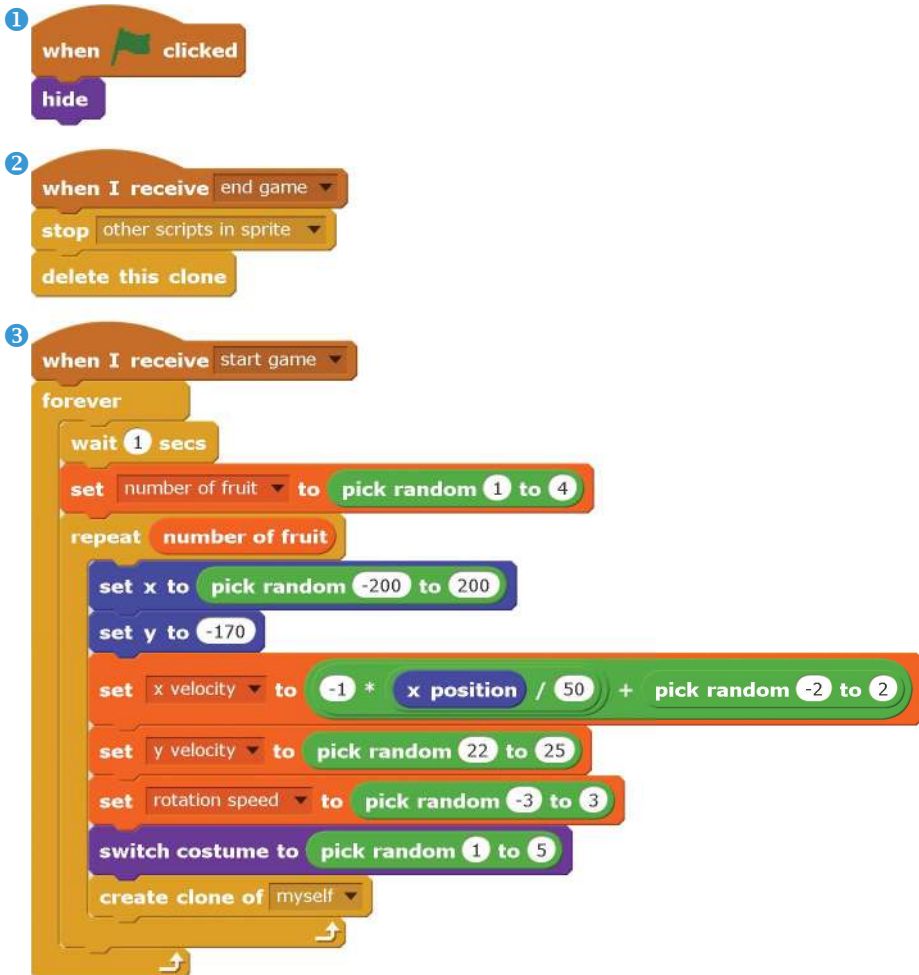 1
when clicked
hide
2
when I receive end game
stop other scripts in sprite
delete this clone
3
when I receive start game
forever
wait 1 secs
set number of fruit to pick random 1 to 4
repeat number of fruit
set x to pick random -200 to 200
set y to -170
set x velocity to -1 * x position / 50 + pick random -2 to 2
set y velocity to pick random 22 to 25
set rotation speed to pick random -3 to 3
switch costume to pick random 1 to 5
create clone of myself